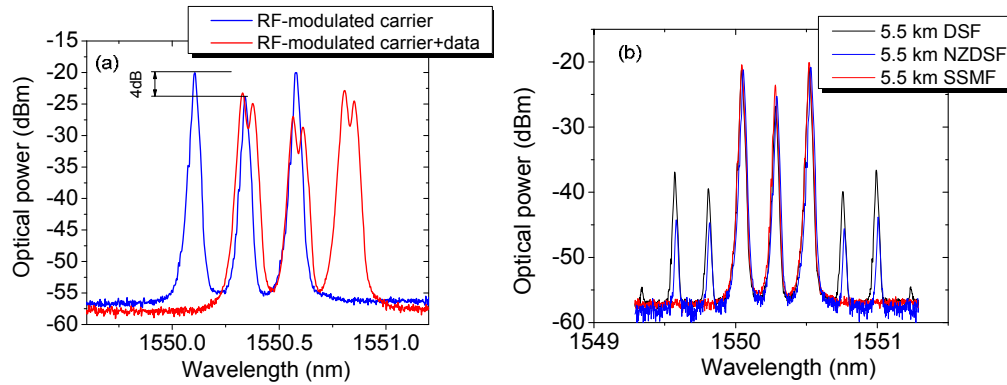 RF-modulated carrier
RF-modulated carrier+data
(a)
4dB
-15
-20
-25
-30
-35
-40
-45
-50
-55
-60
Optical power (dBm)
1550.0 1550.5 1551.0
Wavelength (nm)
5.5 km DSF
5.5 km NZDSF
5.5 km SSMF
(b)
-20
-30
-40
-50
-60
Optical power (dBm)
1549 1550 1551
Wavelength (nm)